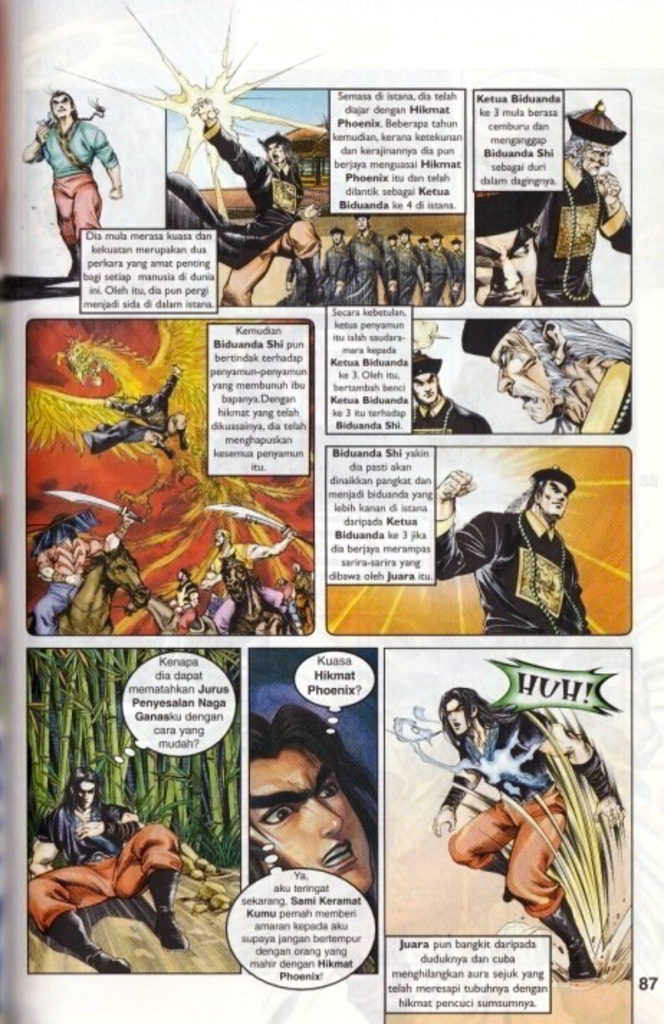 Dia mula merasa kuasa dan
kekuatan merupakan dua
perkara yang amat penting
bagi setiap manusia di dunia
ini. Oleh itu, dia pun pergi
menjadi sida di dalam istana.
Semasa di istana, dia telah
diajar dengan Hikmat
Phoenix. Beberapa tahun
kemudian, kerana ketekunan
dan kerajinannya dia pun
berjaya menguasai Hikmat
Phoenix itu dan telah
dilantik sebagai Ketua
Biduanda ke 4 di istana.
Ketua Biduanda
ke 3 mula berasa
cemburu dan
menganggap
Biduanda Shi
sebagai duri
dalam dagingnya.
Kemudian
Biduanda Shi pun
bertindak terhadap
penyamun-penyamun
yang membunuh ibu
bapanya.Dengan
hikmat yang telah
dikuasainya, dia telah
menghapuskan
kesemua penyamun
itu.
Secara kebetulan,
ketua penyamun
itu ialah saudara-
mara kepada
Ketua Biduanda
ke 3. Oleh itu,
bertambah benci
Ketua Biduanda
ke 3 itu terhadap
Biduanda Shi.
Biduanda Shi yakin
dia pasti akan
dinaikkan pangkat dan
menjadi biduanda yang
lebih kanan di istana
daripada Ketua
Biduanda ke 3 jika
dia berjaya merampas
sarira-sarira yang
dibawa oleh Juara itu.
Kenapa
dia dapat
mematahkan Jurus
Penyesalan Naga
Ganasku dengan
cara yang
mudah?
Kuasa
Hikmat
Phoenix?
Ya,
aku teringat
sekarang, Sami Keramat
Kumu pernah memberi
amaran kepada aku
supaya jangan bertempur
dengan orang yang
mahir dengan Hikmat
Phoenix!
HUH!
Juara pun bangkit daripada
duduknya dan cuba
menghilangkan aura sejuk yang
telah meresapi tubuhnya dengan
hikmat pencuci sumsumnya.
87